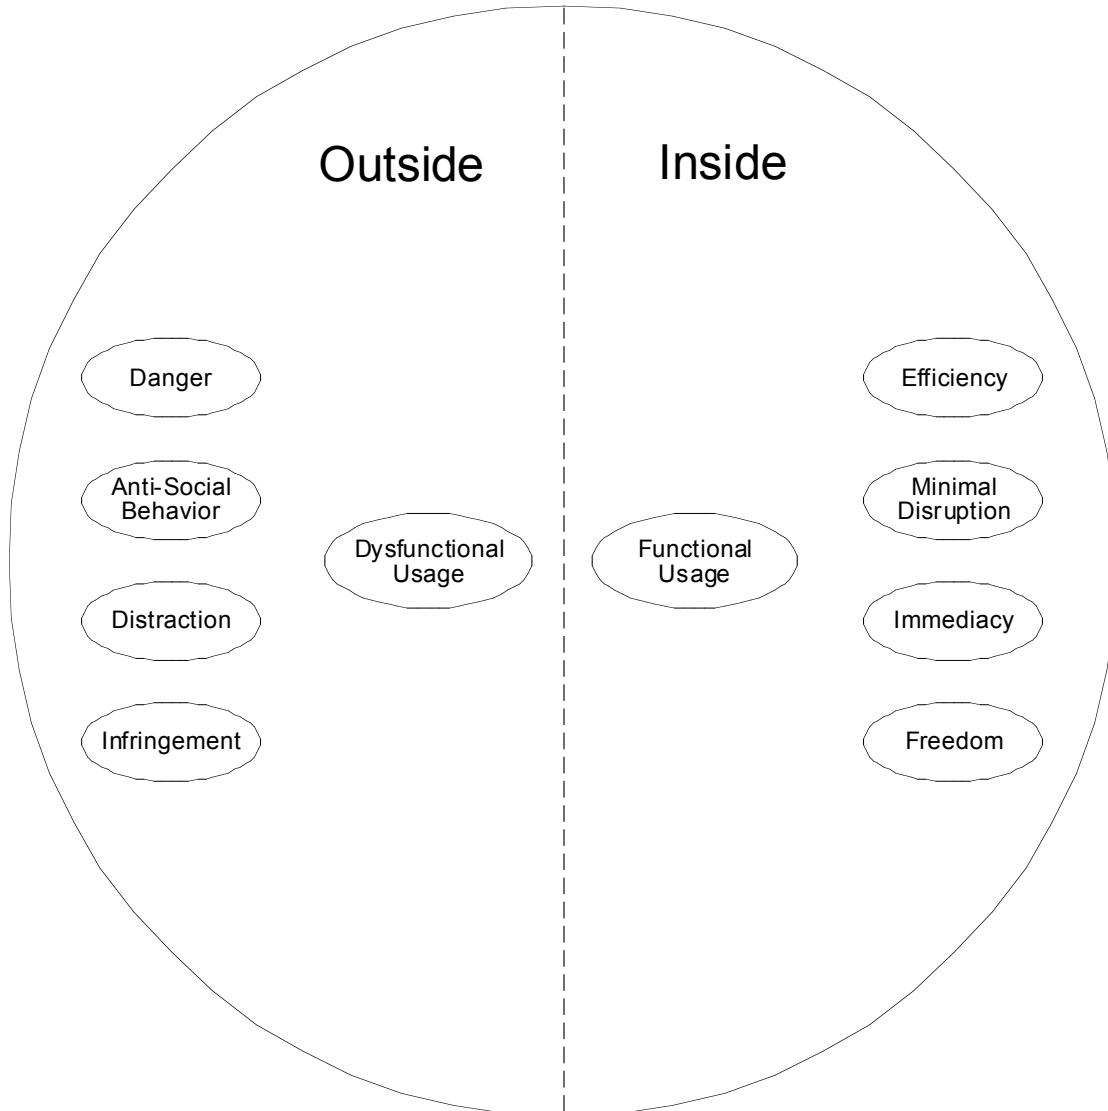 Outside
Inside
Danger
Anti-Social
Behavior
Distraction
Infringement
Dysfunctional
Usage
Functional
Usage
Efficiency
Minimal
Disruption
Immediacy
Freedom